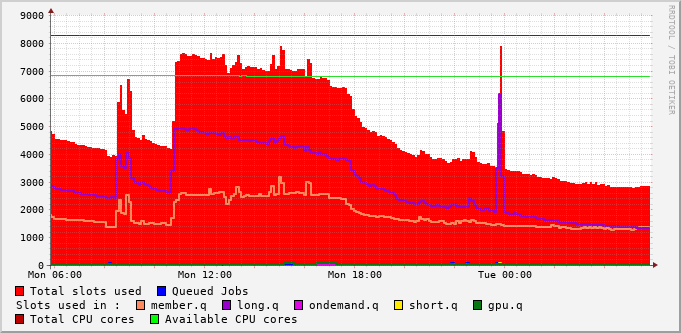 9000
8000
7000
6000
5000
4000
3000
2000
1000
0
Mon 06:00 Mon 12:00 Mon 18:00 Tue 00:00
Total slots used Queued Jobs
Slots used in : member.q long.q ondemand.q short.q gpu.q
Total CPU cores Available CPU cores
RRDTOOL / TOBI OETIKER